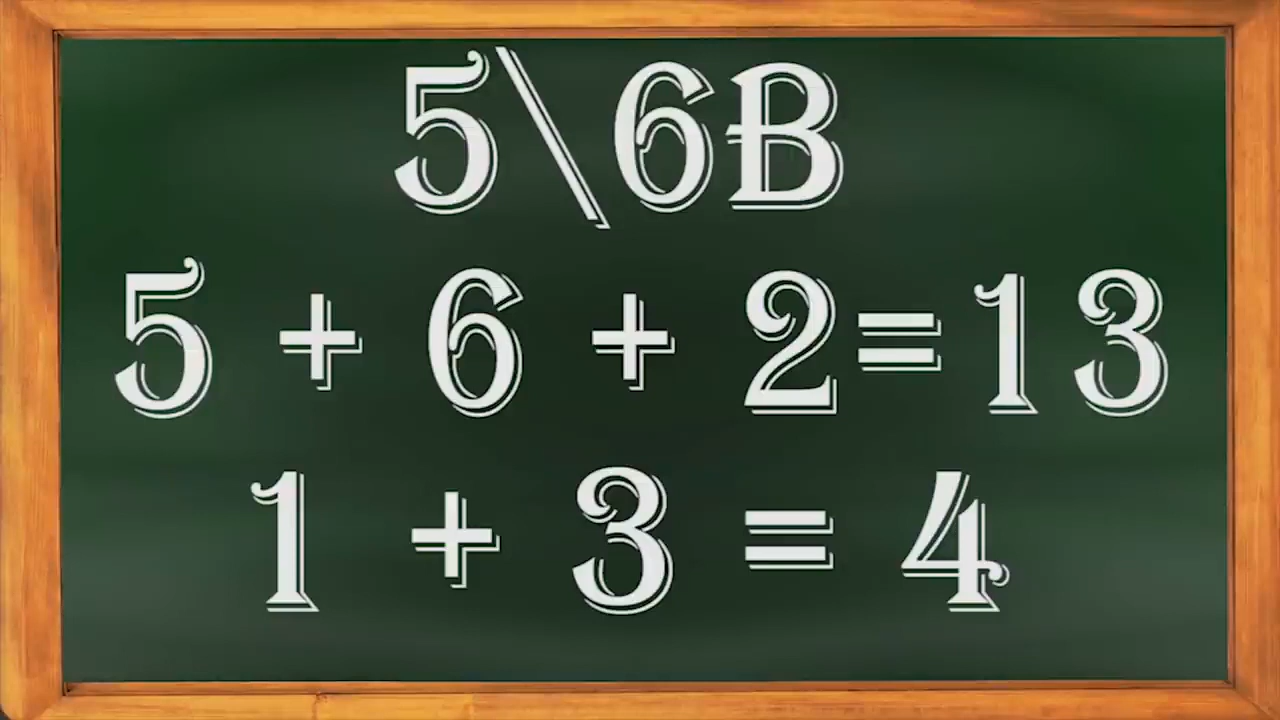 5\6B
5 + 6 + 2=13
1 + 3 = 4